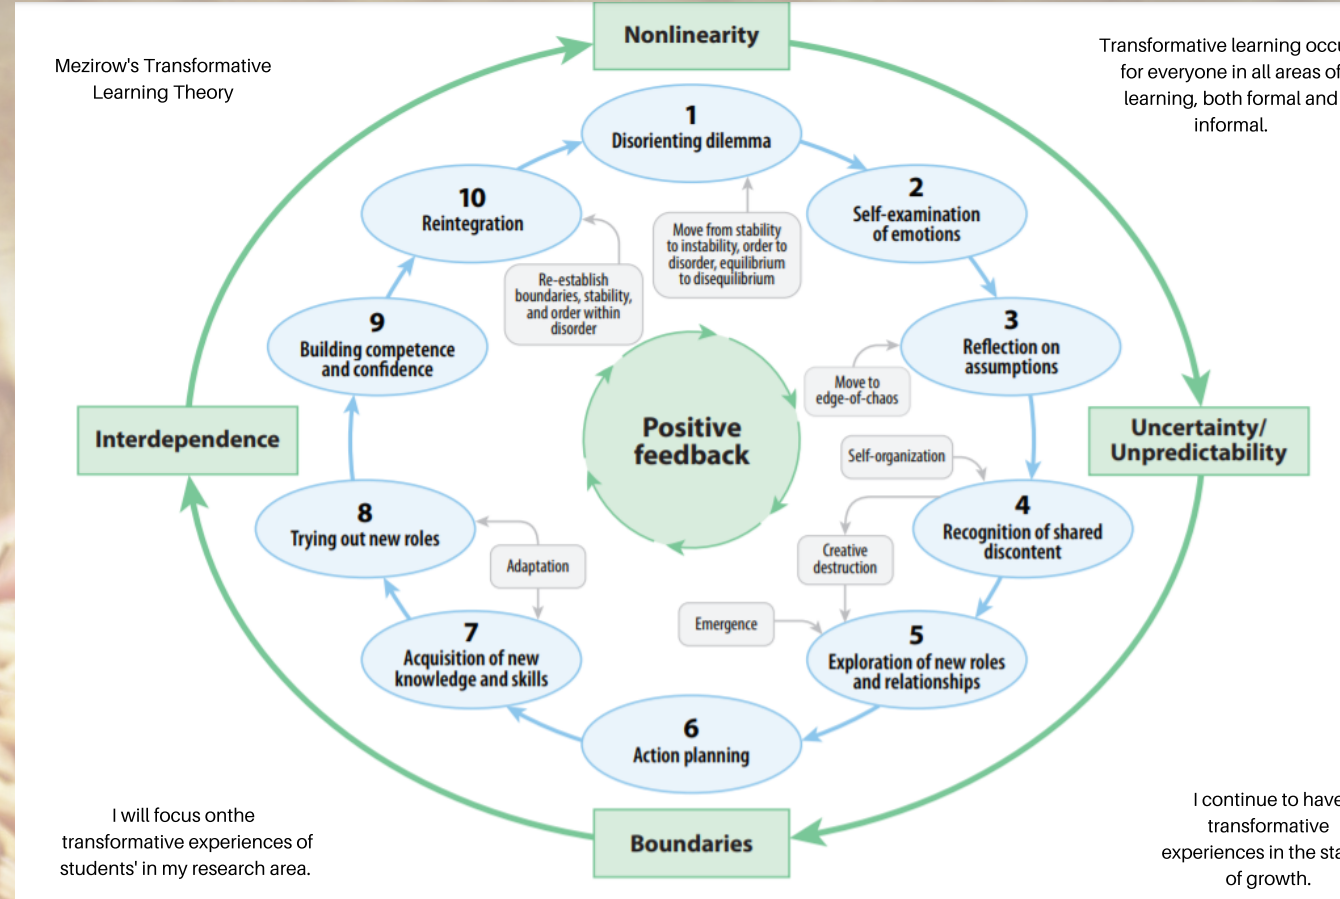 Mezirow's Transformative
Learning Theory
Nonlinearity
Transformative learning
for everyone in all areas of
learning, both formal and
informal.
1
Disorienting dilemma
2
Self-examination
of emotions
3
Reflection on
assumptions
4
Recognition of shared
discontent
5
Exploration of new roles
and relationships
6
Action planning
7
Acquisition of new
knowledge and skills
8
Trying out new roles
9
Building competence
and confidence
10
Reintegration
Move from stability
to instability, order to
disorder, equilibrium
to disequilibrium
Re-establish
boundaries, stability,
and order within
disorder
Move to
edge-of-chaos
Self-organization
Creative
destruction
Emergence
Adaptation
Positive
feedback
Interdependence
Uncertainty/
Unpredictability
Boundaries
I will focus onthe
transformative experiences of
students' in my research area.
I continue to have
transformative
experiences in the
of growth.